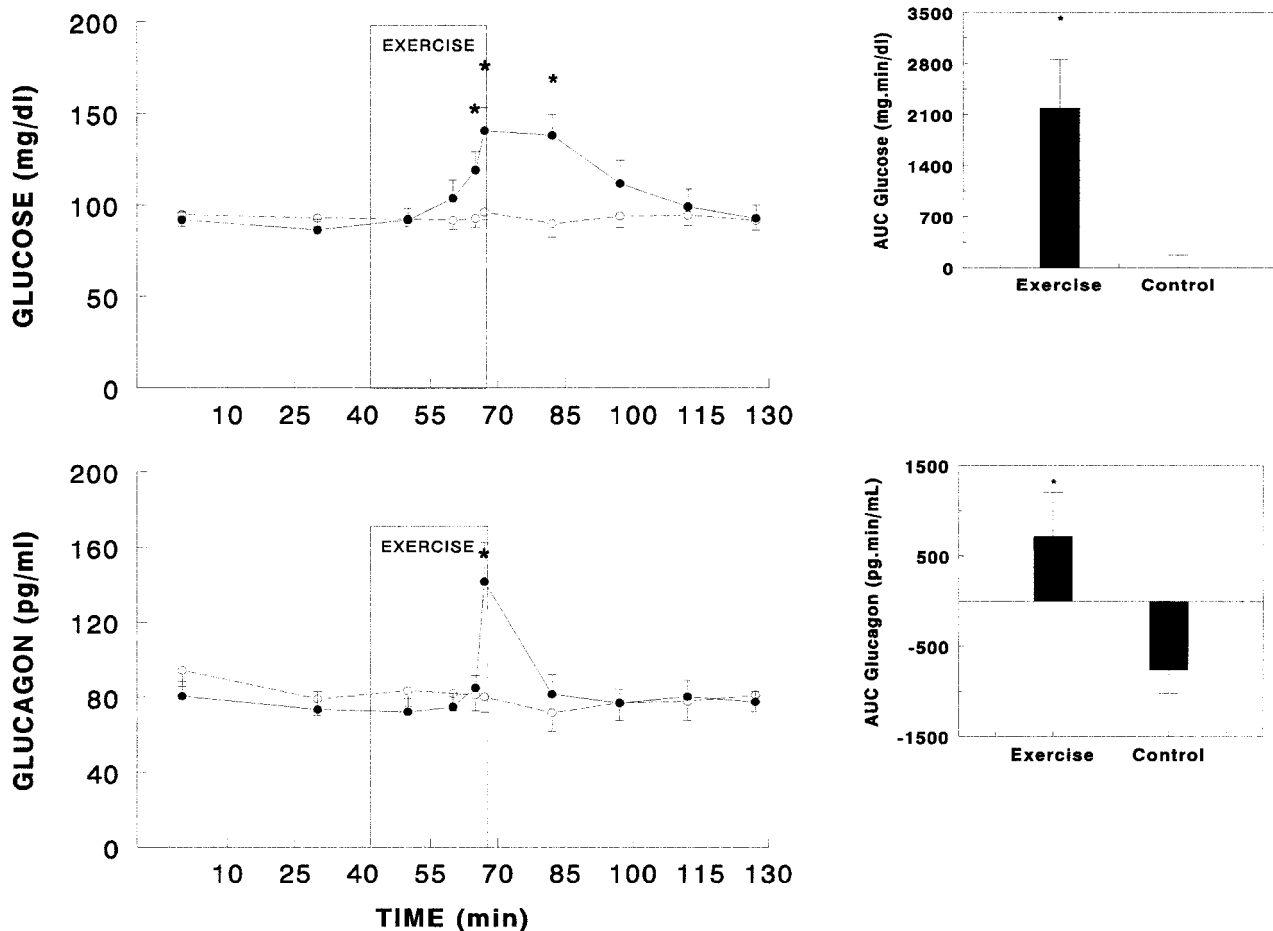 GLUCOSE (mg/dl)
200
150
100
50
0
EXERCISE
*
*
*
10 25 40 55 70 85 100 115 130
AUC Glucose (mg.min/dl)
3500
2800
2100
1400
700
0
*
Exercise Control
GLUCAGON (pg/ml)
200
160
120
80
40
0
EXERCISE
*
10 25 40 55 70 85 100 115 130
TIME (min)
AUC Glucagon (pg.min/mL)
1500
500
-500
-1500
*
Exercise Control